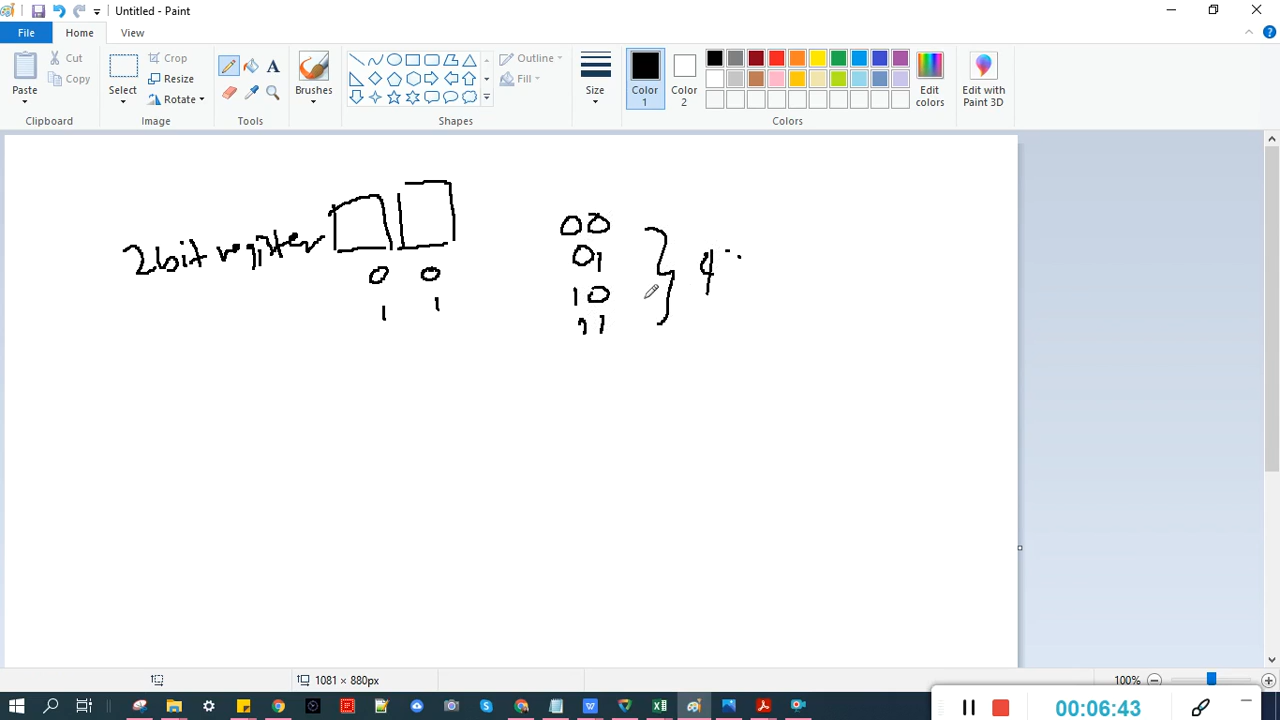 Untitled - Paint
File Home View
Paste
Cut
Copy
Clipboard
Select
Crop
Resize
Rotate
Image
Tools
Brushes
Outline
Fill
Shapes
Size
Color 1
Color 2
Edit colors
Edit with Paint 3D
Colors
2 bit register
0 0
1 1
00
01
10
11
4
1081 × 880px
100%
00:06:43